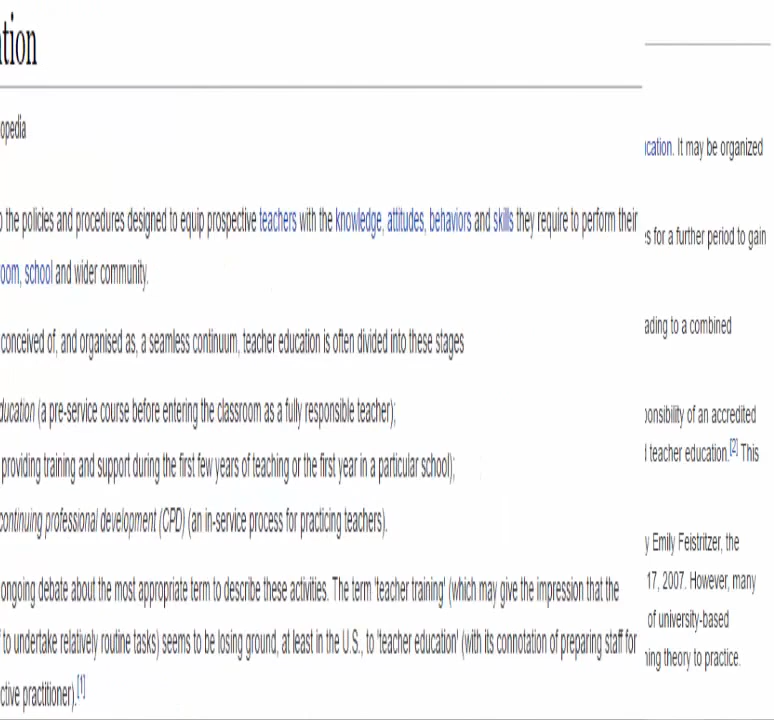 ation
opedia
the policies and procedures designed to equip prospective teachers with the knowledge, attitudes, behaviors and skills they require to perform their
oom, school and wider community.
conceived of, and organised as, a seamless continuum, teacher education is often divided into these stages
ducation (a pre-service course before entering the classroom as a fully responsible teacher);
providing training and support during the first few years of teaching or the first year in a particular school);
continuing professional development (CPD) (an in-service process for practicing teachers).
ongoing debate about the most appropriate term to describe these activities. The term 'teacher training' (which may give the impression that the
to undertake relatively routine tasks) seems to be losing ground, at least in the U.S., to 'teacher education' (with its connotation of preparing staff for
ctive practitioner).[1]
cation. It may be organized
s for a further period to gain
ading to a combined
onsibility of an accredited
teacher education.[2] This
y Emily Feistritzer, the
17, 2007. However, many
of university-based
ning theory to practice.